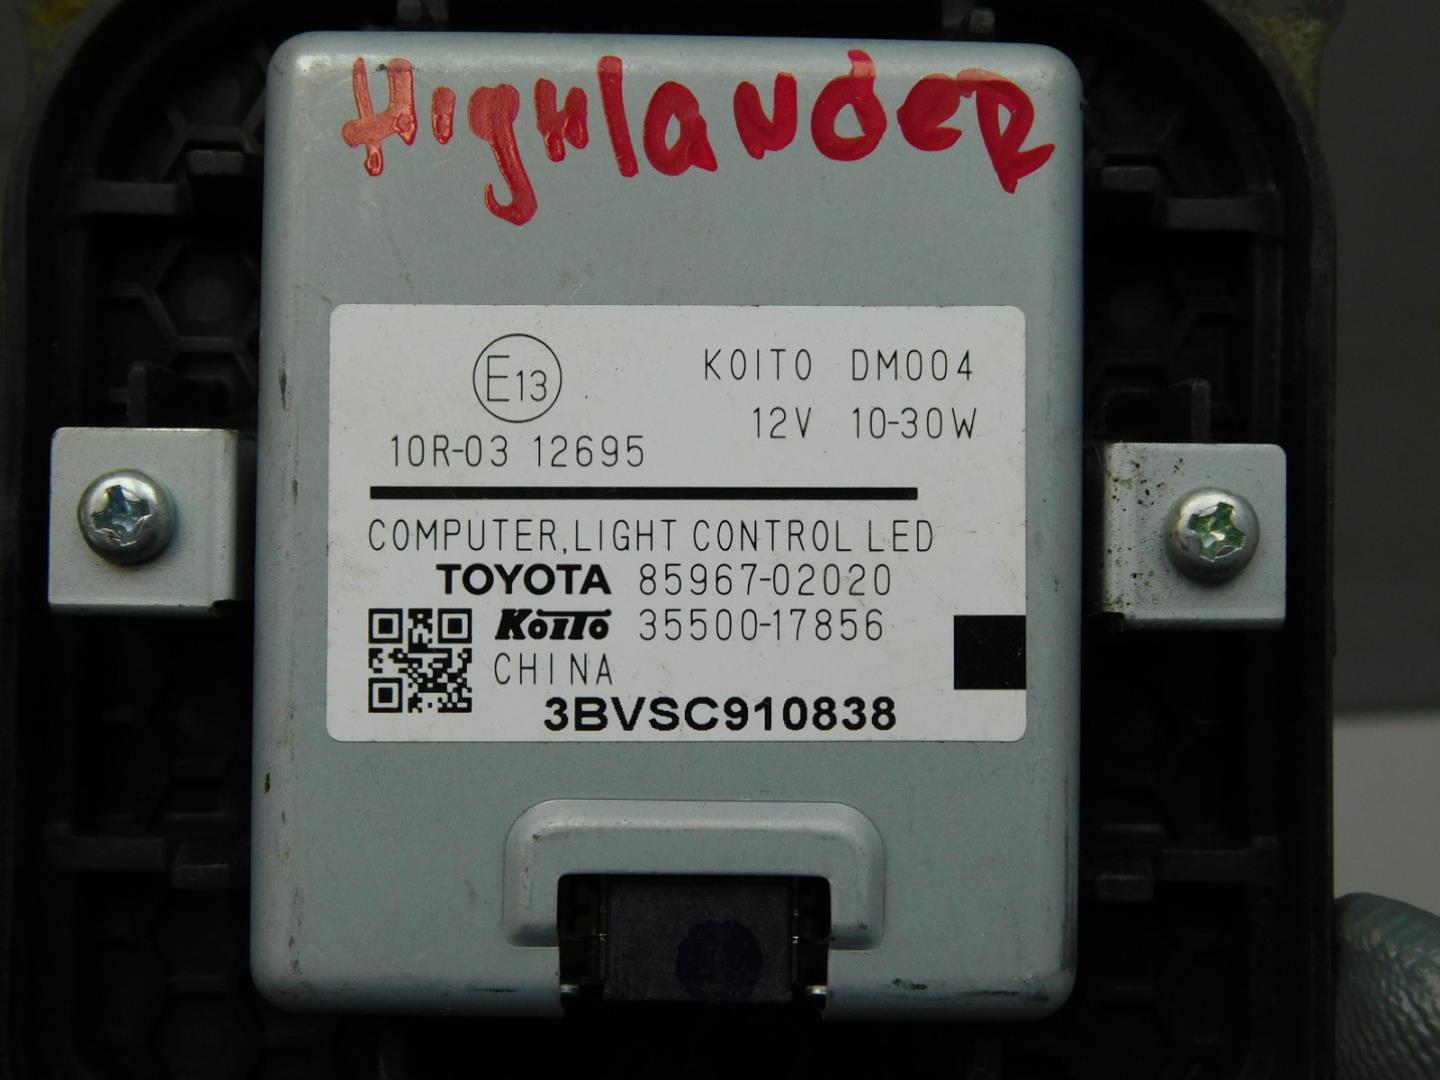 HighlaNdER
E13
KOITO DM004
12V 10-30W
10R-03 12695
COMPUTER,LIGHT CONTROL LED
TOYOTA 85967-02020
KOITO 35500-17856
CHINA
3BVSC910838